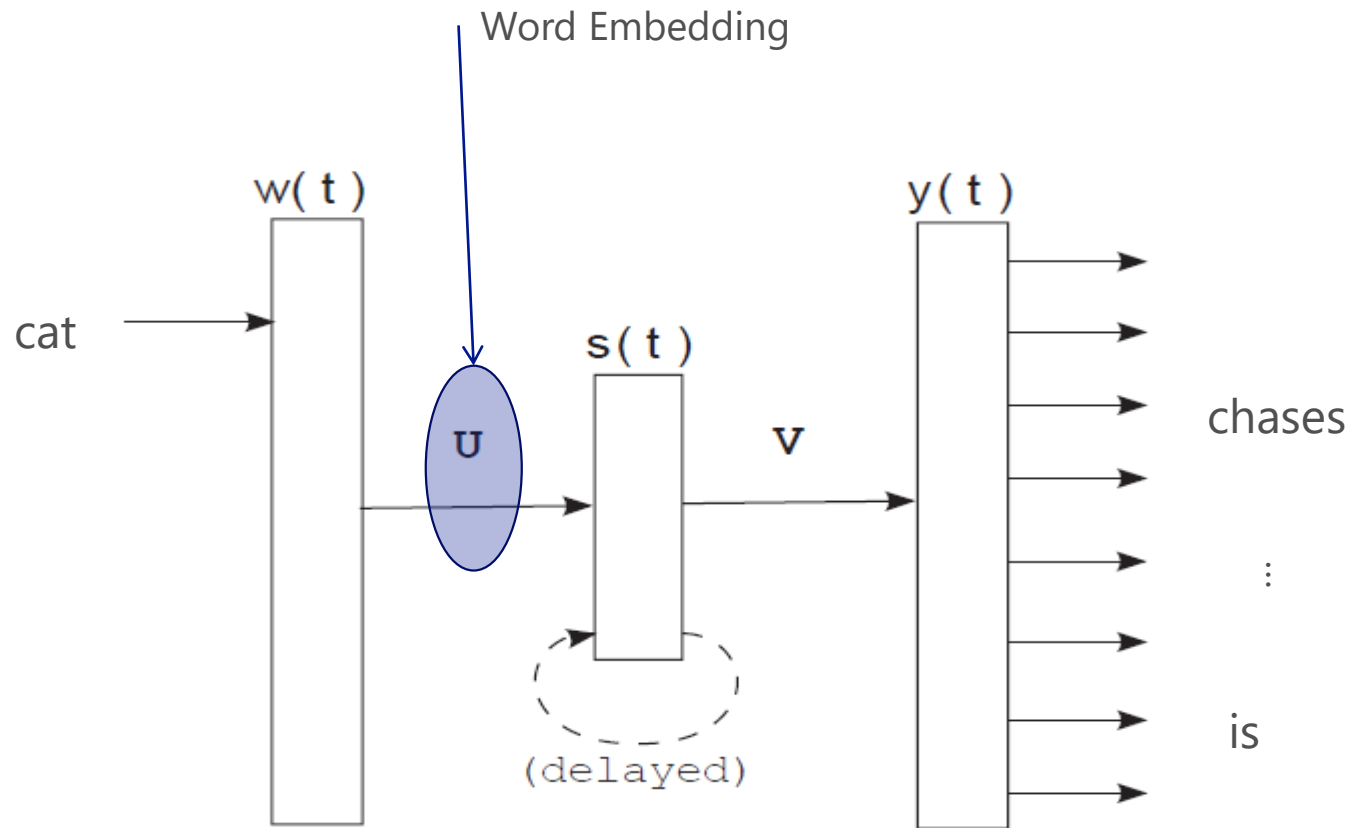 Word Embedding
w(t)
y(t)
cat
s(t)
U
V
chases
⋮
is
(delayed)